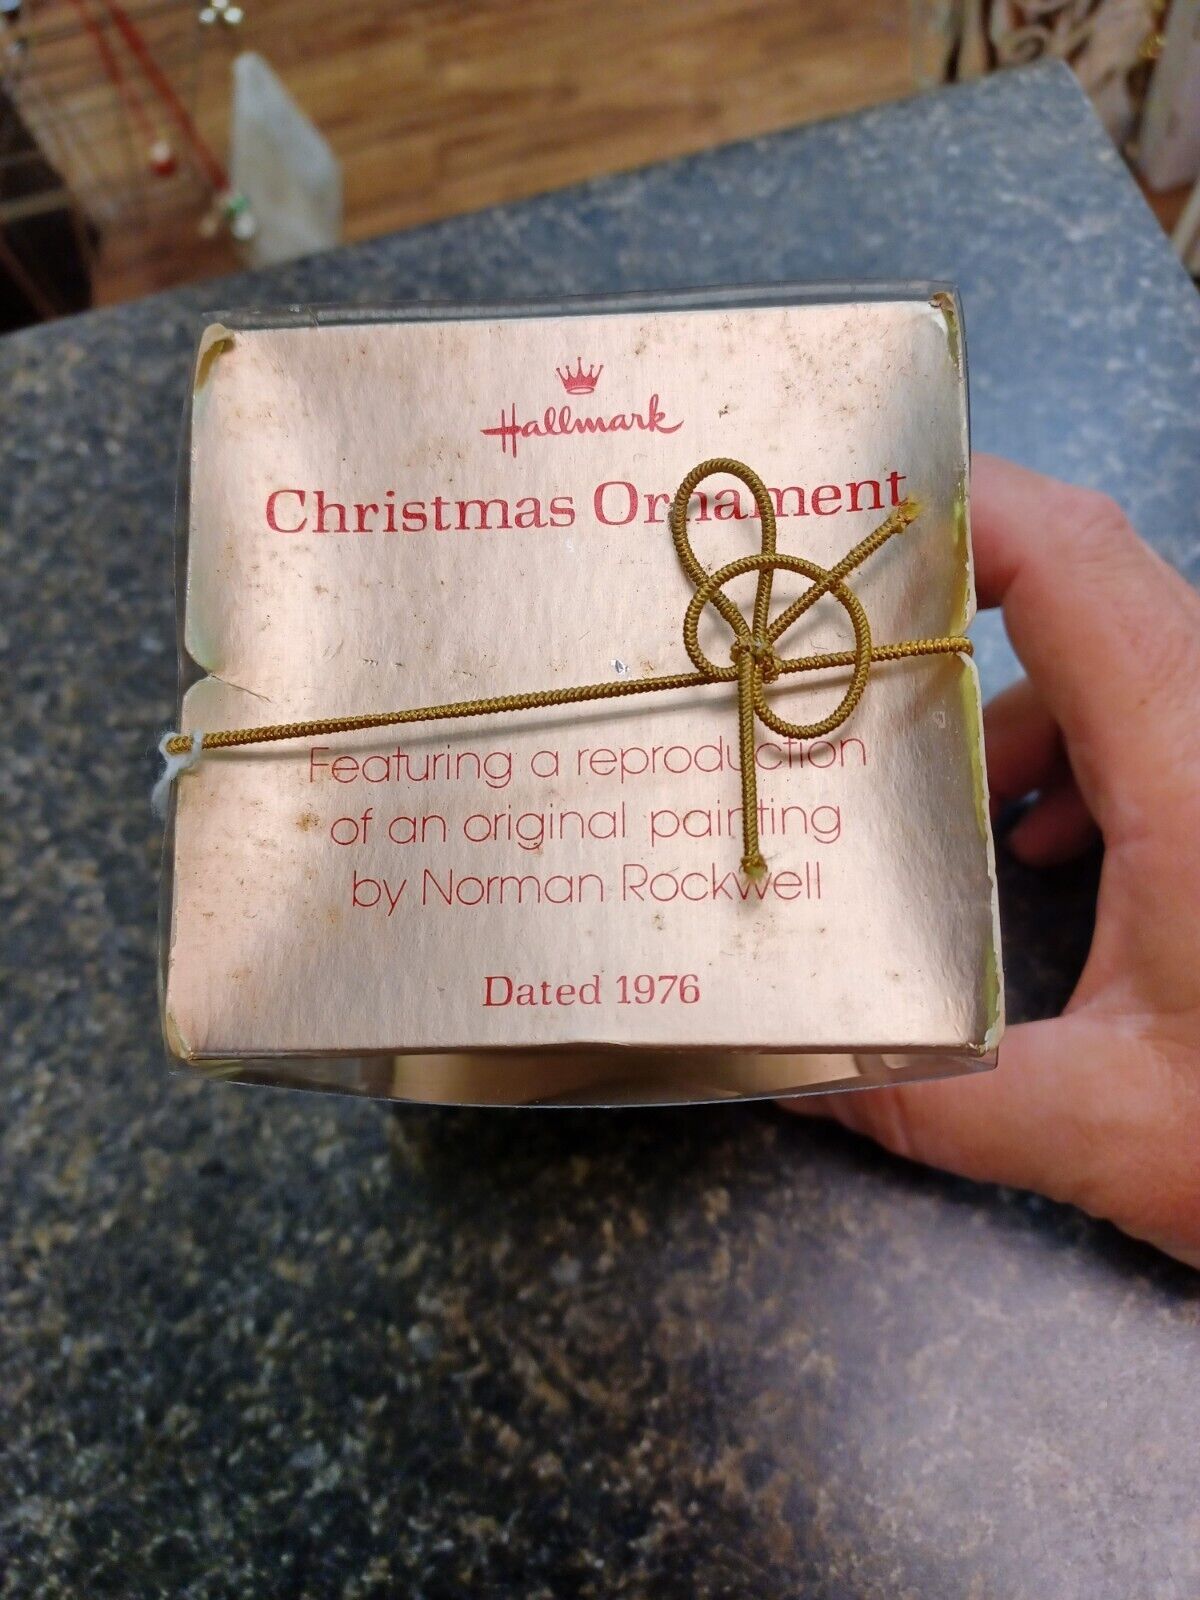 Hallmark
Christmas Ornament
Featuring a reproduction
of an original painting
by Norman Rockwell
Dated 1976